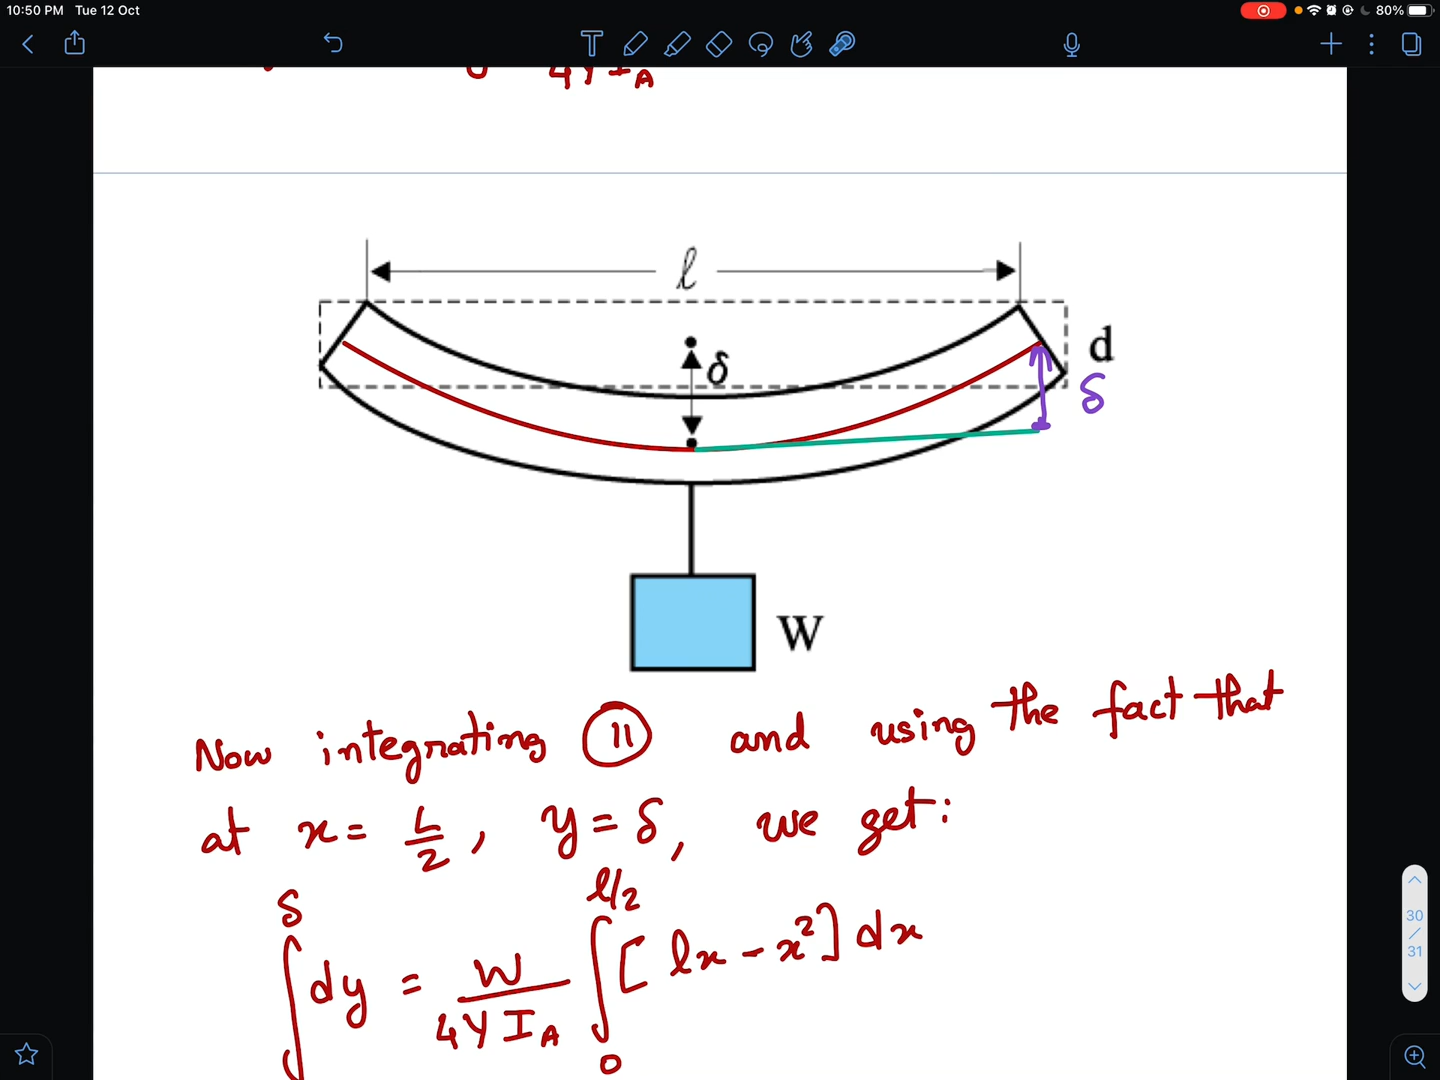 10:50 PM Tue 12 Oct
80%
4YI_A
ℓ
δ
d
δ
W
Now integrating 11 and using the fact that
at x = L/2, y = δ, we get:
∫₀^{ℓ/2}
δ
∫ dy = W/4YI_A ∫ [ℓx - x²] dx
30
/
31